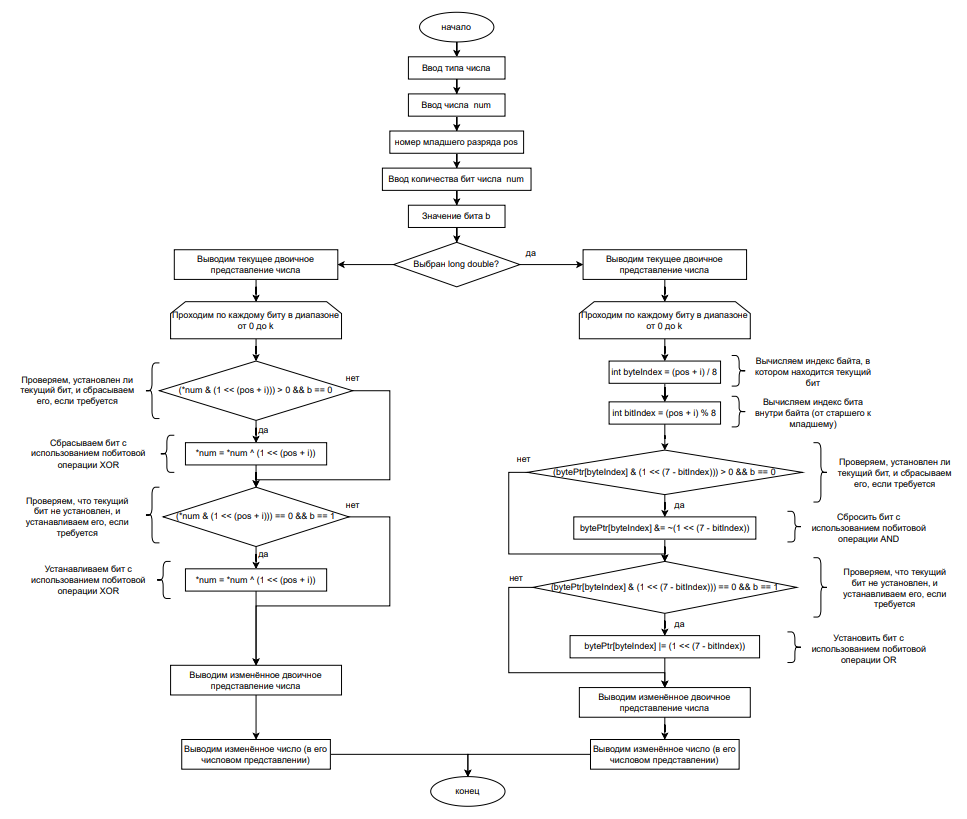 начало
Ввод типа числа
Ввод числа num
номер младшего разряда pos
Ввод количества бит числа num
Значение бита b
Выбран long double?
да
Выводим текущее двоичное
представление числа
Проходим по каждому биту в диапазоне
от 0 до k
Проверяем, установлен ли
текущий бит, и сбрасываем
его, если требуется
(*num & (1 << (pos + i))) > 0 && b == 0
нет
да
Сбрасываем бит с
использованием побитовой
операции XOR
*num = *num ^ (1 << (pos + i))
Проверяем, что текущий
бит не установлен, и
устанавливаем его, если
требуется
(*num & (1 << (pos + i))) == 0 && b == 1
нет
да
Устанавливаем бит с
использованием побитовой
операции XOR
*num = *num ^ (1 << (pos + i))
Выводим изменённое двоичное
представление числа
Выводим изменённое число (в его
числовом представлении)
Выводим текущее двоичное
представление числа
Проходим по каждому биту в диапазоне
от 0 до k
int byteIndex = (pos + i) / 8
Вычисляем индекс байта, в
котором находится текущий
бит
int bitIndex = (pos + i) % 8
Вычисляем индекс бита
внутри байта (от старшего к
младшему)
нет
(bytePtr[byteIndex] & (1 << (7 - bitIndex))) > 0 && b == 0
Проверяем, установлен ли
текущий бит, и сбрасываем
его, если требуется
да
bytePtr[byteIndex] &= ~(1 << (7 - bitIndex))
Сбросить бит с
использованием побитовой
операции AND
нет
(bytePtr[byteIndex] & (1 << (7 - bitIndex))) == 0 && b == 1
Проверяем, что текущий
бит не установлен, и
устанавливаем его, если
требуется
да
bytePtr[byteIndex] |= (1 << (7 - bitIndex))
Установить бит с
использованием побитовой
операции OR
Выводим изменённое двоичное
представление числа
Выводим изменённое число (в его
числовом представлении)
конец